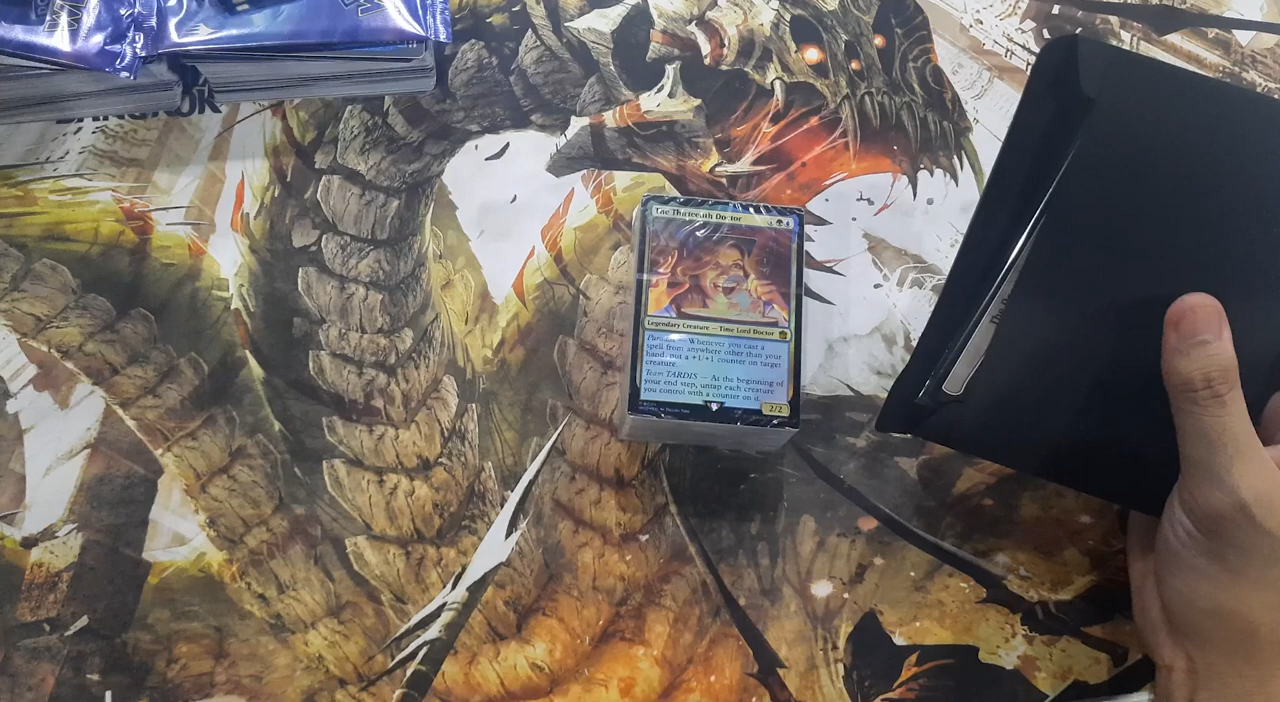 BANGKOK
The Thirteenth Doctor
Legendary Creature — Time Lord Doctor
Paradox — Whenever you cast a
spell from anywhere other than your
hand, put a +1/+1 counter on target
creature.
Team TARDIS — At the beginning of
your end step, untap each creature
you control with a counter on it.
2/2